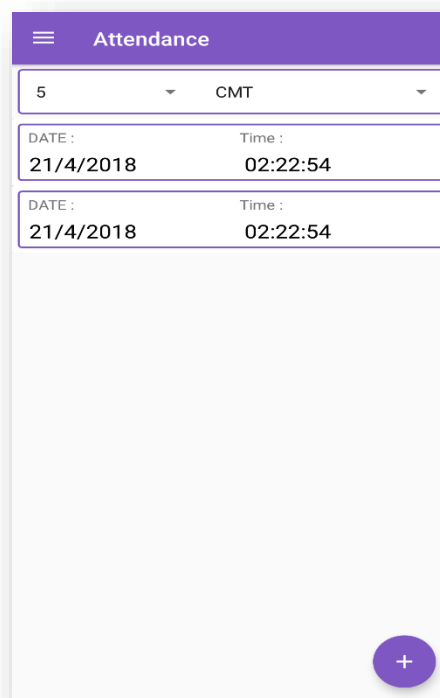 Attendance
5 CMT
DATE : Time :
21/4/2018 02:22:54
DATE : Time :
21/4/2018 02:22:54
+